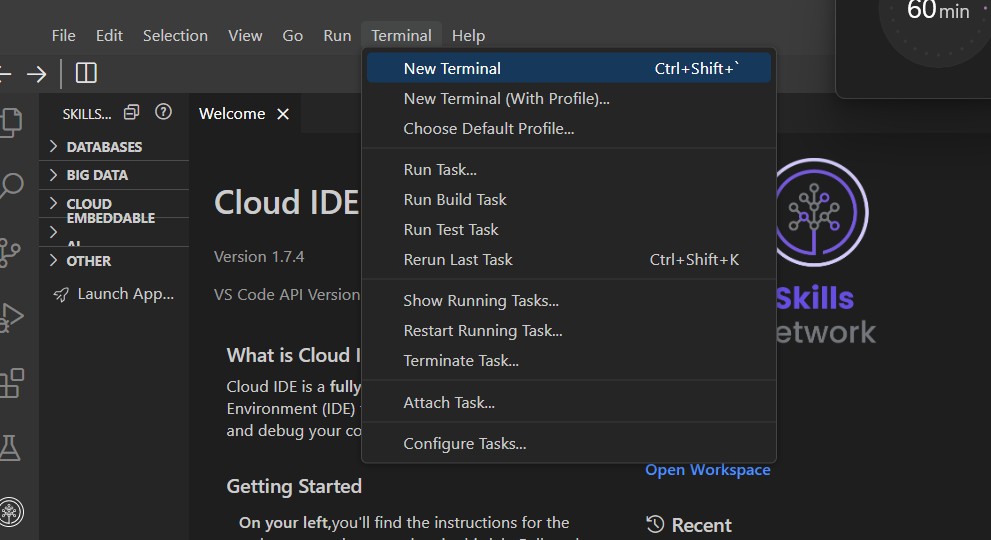 60 min
File Edit Selection View Go Run Terminal Help
New Terminal Ctrl+Shift+`
New Terminal (With Profile)...
Choose Default Profile...
Run Task...
Run Build Task
Run Test Task
Rerun Last Task Ctrl+Shift+K
Show Running Tasks...
Restart Running Task...
Terminate Task...
Attach Task...
Configure Tasks...
SKILLS...
DATABASES
BIG DATA
CLOUD
EMBEDDABLE
AI
OTHER
Launch App...
Welcome
Cloud IDE
Version 1.7.4
VS Code API Version
What is Cloud I
Cloud IDE is a fully
Environment (IDE)
and debug your co
Getting Started
On your left,you'll find the instructions for the
Skills
etwork
Open Workspace
Recent